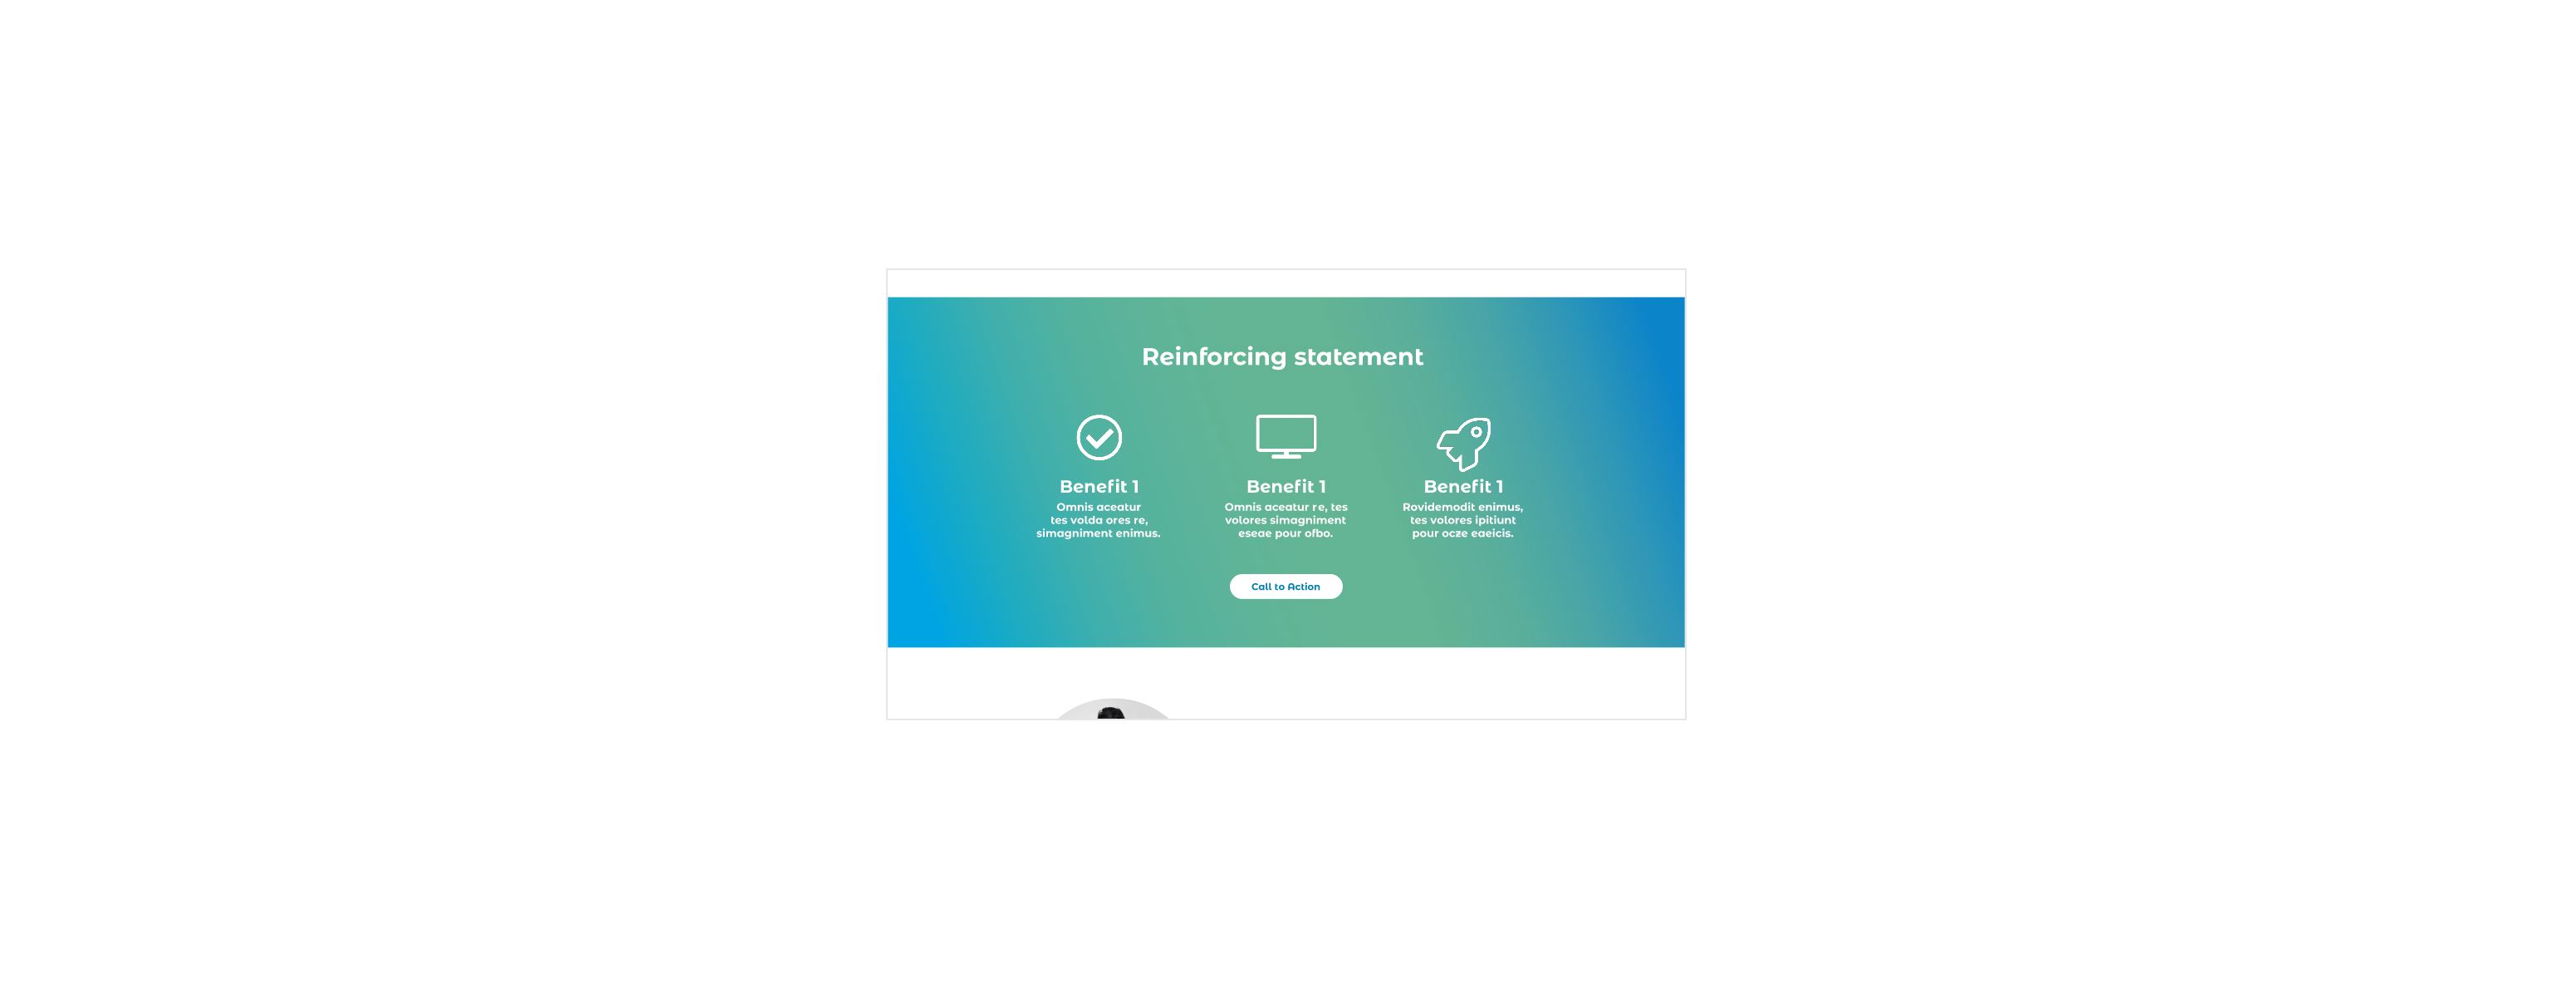 Reinforcing statement
Benefit 1
Omnis aceatur
tes volda ores re,
simagniment enimus.
Benefit 1
Omnis aceatur re, tes
volores simagniment
eseae pour ofbo.
Benefit 1
Rovidemodit enimus,
tes volores ipitiunt
pour ocze eaeicis.
Call to Action